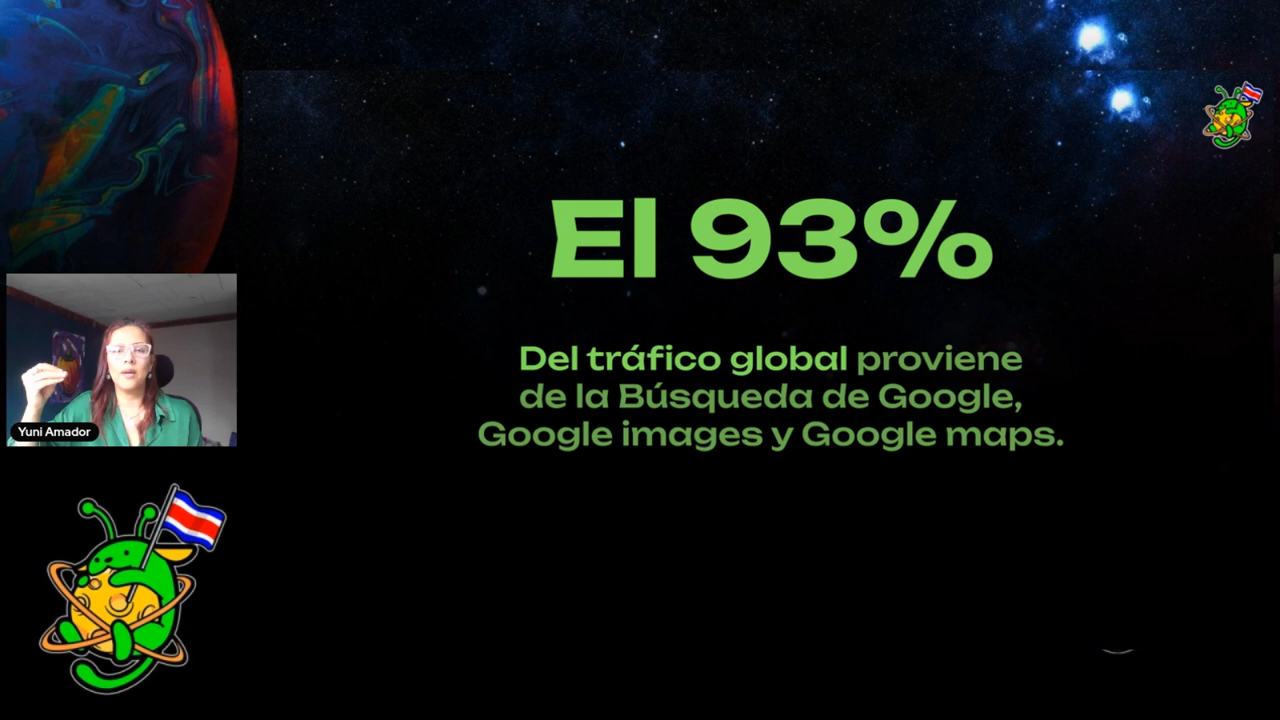 El 93%
Del tráfico global proviene
de la Búsqueda de Google,
Google images y Google maps.
Yuni Amador